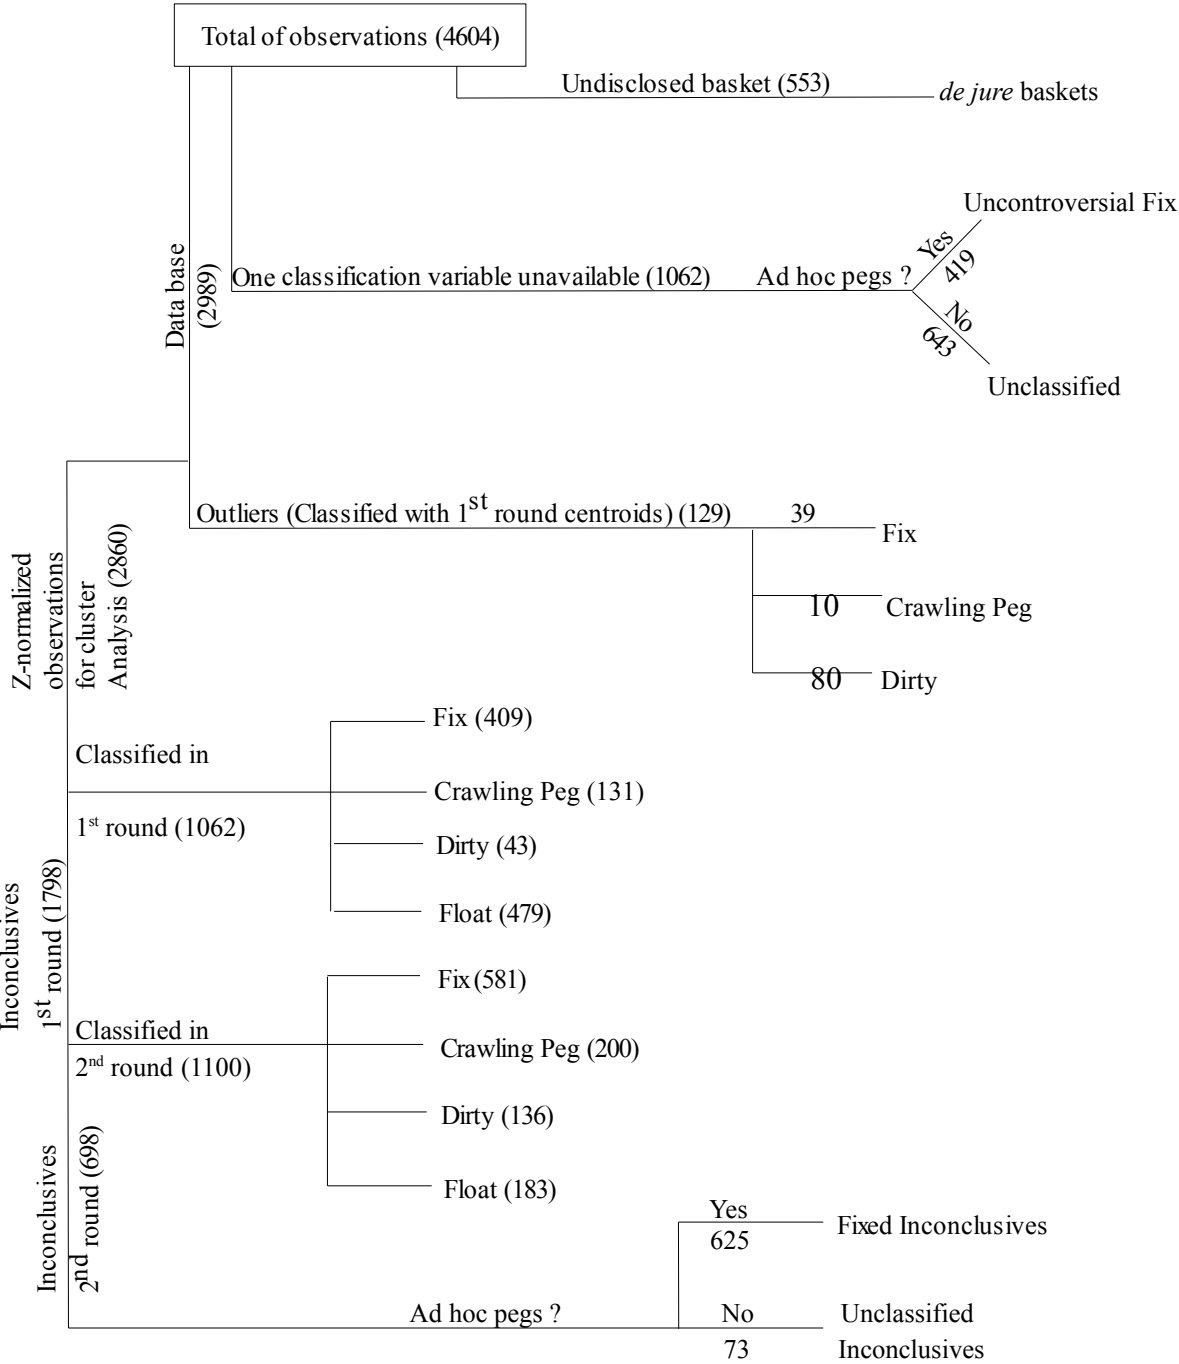 Total of observations (4604)
Undisclosed basket (553)
de jure baskets
Uncontroversial Fix
Yes
419
Data base
(2989)
One classification variable unavailable (1062)
Ad hoc pegs ?
No
643
Unclassified
Outliers (Classified with 1st round centroids) (129)
39
Fix
10
Crawling Peg
80
Dirty
Z-normalized
observations
for cluster
Analysis (2860)
Fix (409)
Classified in
1st round (1062)
Crawling Peg (131)
Dirty (43)
Float (479)
Inconclusives
1st round (1798)
Fix (581)
Classified in
2nd round (1100)
Crawling Peg (200)
Dirty (136)
Float (183)
Inconclusives
2nd round (698)
Ad hoc pegs ?
Yes
625
Fixed Inconclusives
No
73
Unclassified
Inconclusives